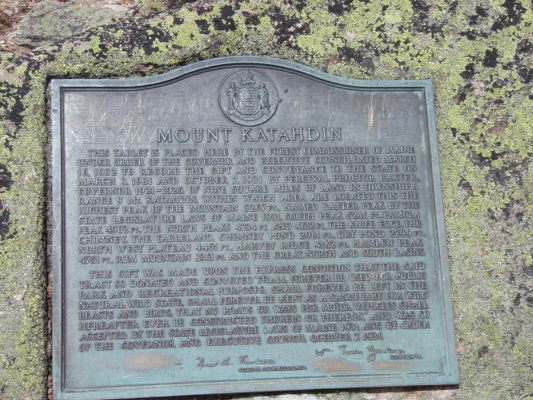 MOUNT KATAHDIN
THIS TABLET IS PLACED HERE BY THE FOREST COMMISSIONER OF MAINE
UNDER ORDER OF THE GOVERNOR AND EXECUTIVE COUNCIL DATED MARCH
16, 1932 TO RECORD THE GIFT AND CONVEYANCE TO THE STATE ON
MARCH 3, 1931 AND OCTOBER 7, 1931 BY PERCIVAL PROCTOR BAXTER,
GOVERNOR 1921-1925, OF NINE SQUARE MILES OF LAND IN TOWNSHIP 3,
RANGE 9 MT. KATAHDIN, WITHIN WHICH AREA ARE LOCATED THIS THE
HIGHEST PEAK OF THE MOUNTAIN 5267 FT. NAMED BAXTER PEAK BY THE
STATE LEGISLATURE LAWS OF MAINE 1931, SOUTH PEAK 5240 FT. PAMOLA
PEAK 4902 FT. THE NORTH PEAKS 4734 AND FT. THE KNIFE EDGE, THE
CHIMNEY, THE TABLELAND, CHIMNEY POND 2914 FT. DRY POND FT.
NORTH WEST PLATEAU 4401 FT. HARVEY RIDGE 4182 FT. HAMLIN PEAK
4751 FT. RUM MOUNTAIN 3361 FT. AND THE GREAT NORTH AND SOUTH BASINS
THIS GIFT WAS MADE UPON THE EXPRESS CONDITION THAT THE SAID
TRACT SO DONATED AND CONVEYED SHALL FOREVER BE USED FOR PUBLIC
PARK AND RECREATIONAL PURPOSES, SHALL FOREVER BE LEFT IN THE
NATURAL WILD STATE, SHALL FOREVER BE KEPT AS A SANCTUARY FOR WILD
BEASTS AND BIRDS, THAT NO ROADS OR WAYS FOR MOTOR VEHICLES SHALL
HEREAFTER EVER BE CONSTRUCTED THEREIN OR THEREON, AND WAS SO
ACCEPTED BY THE STATE LEGISLATURE LAWS OF MAINE 1931 AND BY ORDER
OF THE GOVERNOR AND EXECUTIVE COUNCIL OCTOBER 7, 1931.